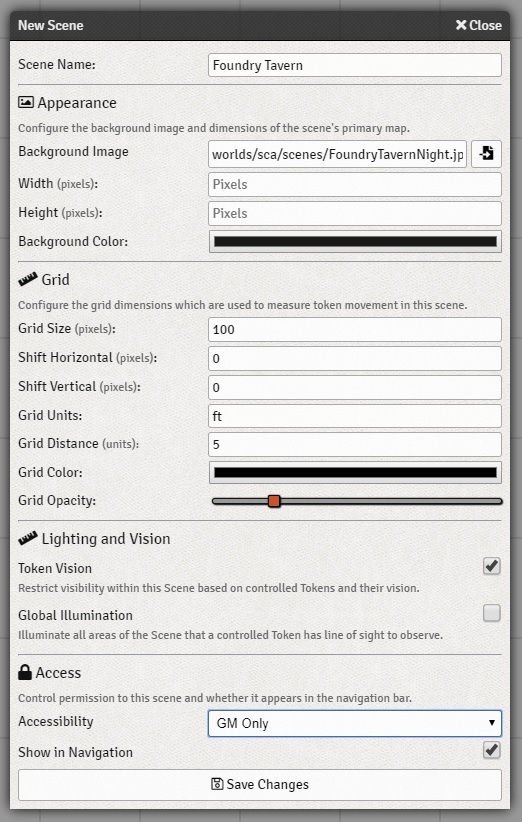 New Scene
Close
Scene Name: Foundry Tavern
Appearance
Configure the background image and dimensions of the scene's primary map.
Background Image worlds/sca/scenes/FoundryTavernNight.jp
Width (pixels): Pixels
Height (pixels): Pixels
Background Color:
Grid
Configure the grid dimensions which are used to measure token movement in this scene.
Grid Size (pixels): 100
Shift Horizontal (pixels): 0
Shift Vertical (pixels): 0
Grid Units: ft
Grid Distance (units): 5
Grid Color:
Grid Opacity:
Lighting and Vision
Token Vision
Restrict visibility within this Scene based on controlled Tokens and their vision.
Global Illumination
Illuminate all areas of the Scene that a controlled Token has line of sight to observe.
Access
Control permission to this scene and whether it appears in the navigation bar.
Accessibility GM Only
Show in Navigation
Save Changes